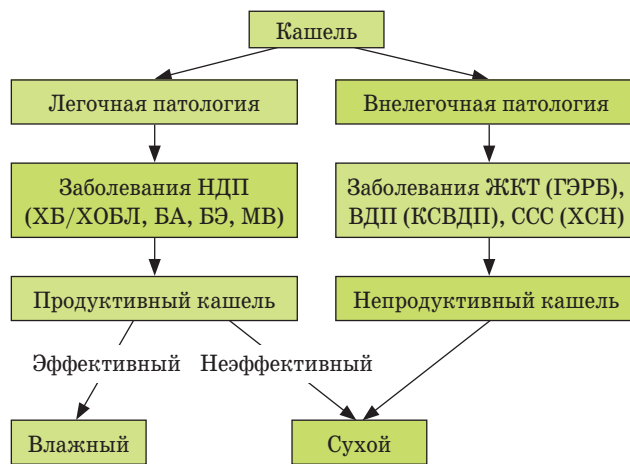 Кашель
Легочная патология
Внелегочная патология
Заболевания НДП
(ХБ/ХОБЛ, БА, БЭ, МВ)
Заболевания ЖКТ (ГЭРБ),
ВДП (КСВДП), ССС (ХСН)
Продуктивный кашель
Непродуктивный кашель
Эффективный
Неэффективный
Влажный
Сухой